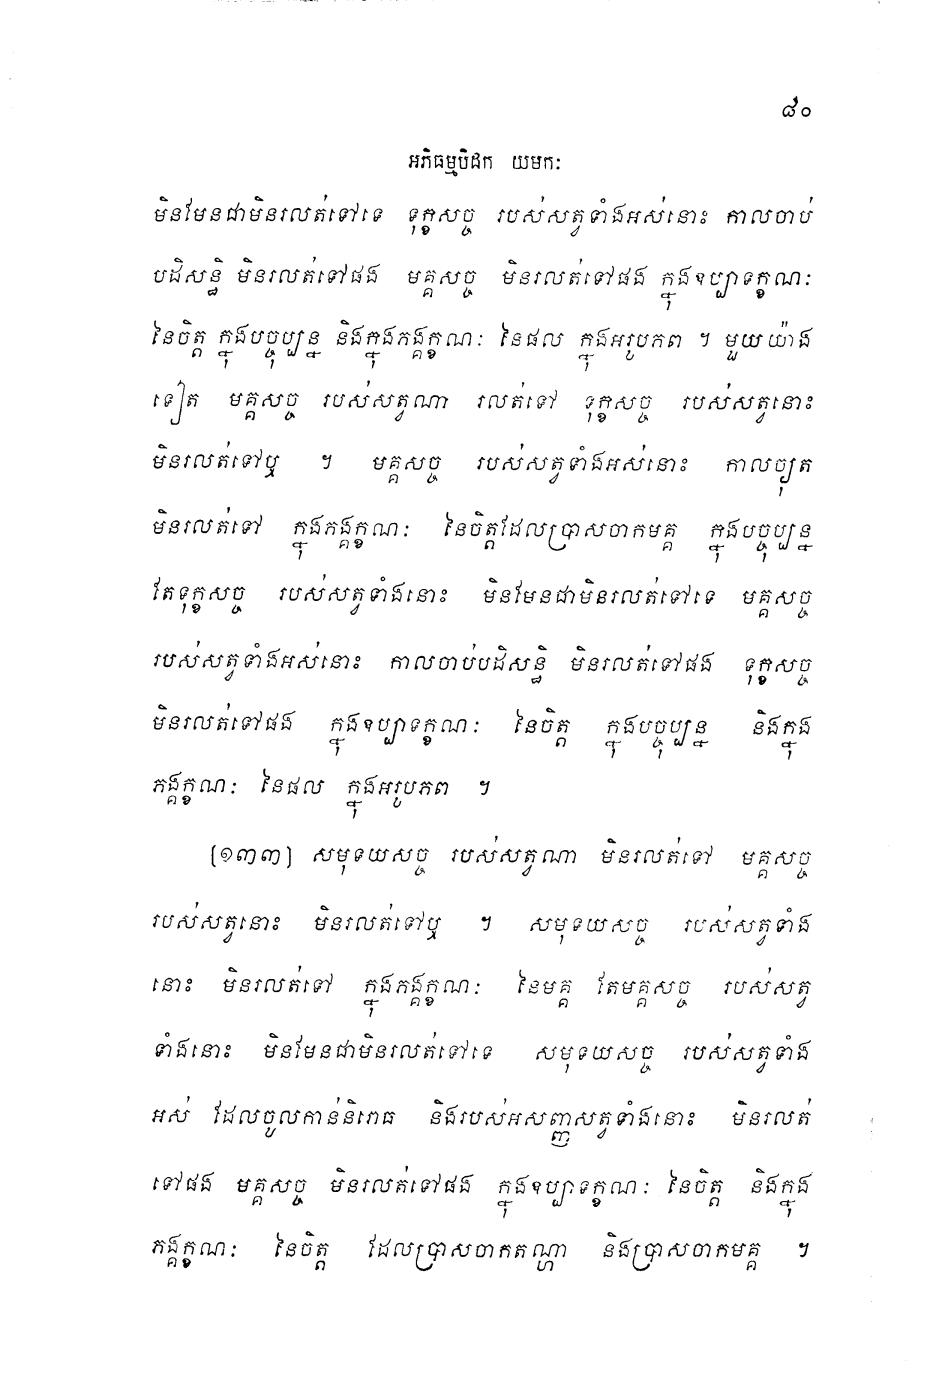 ៨០
អភិធម្មបិដក យមកៈ
មិនមែនជាមិនរលត់ទៅទេ ទុក្ខសច្ច របស់សត្វទាំងអស់នោះ កាលចាប់
បដិសន្ធិ មិនរលត់ទៅផង មគ្គសច្ច មិនរលត់ទៅផង ក្នុងឧប្បាទក្ខណៈ
នៃចិត្ត ក្នុងបច្ចុប្បន្ន និងក្នុងភង្គក្ខណៈ នៃផល ក្នុងអរូបភព ។ មួយយ៉ាង
ទៀត មគ្គសច្ច របស់សត្វណា រលត់ទៅ ទុក្ខសច្ច របស់សត្វនោះ
មិនរលត់ទៅឬ ។ មគ្គសច្ច របស់សត្វទាំងអស់នោះ កាលច្យុត
មិនរលត់ទៅ ក្នុងភង្គក្ខណៈ នៃចិត្តដែលប្រាសចាកមគ្គ ក្នុងបច្ចុប្បន្ន
តែទុក្ខសច្ច របស់សត្វទាំងនោះ មិនមែនជាមិនរលត់ទៅទេ មគ្គសច្ច
របស់សត្វទាំងអស់នោះ កាលចាប់បដិសន្ធិ មិនរលត់ទៅផង ទុក្ខសច្ច
មិនរលត់ទៅផង ក្នុងឧប្បាទក្ខណៈ នៃចិត្ត ក្នុងបច្ចុប្បន្ន និងក្នុង
ភង្គក្ខណៈ នៃផល ក្នុងអរូបភព ។
(១៣៣) សមុទយសច្ច របស់សត្វណា មិនរលត់ទៅ មគ្គសច្ច
របស់សត្វនោះ មិនរលត់ទៅឬ ។ សមុទយសច្ច របស់សត្វទាំង
នោះ មិនរលត់ទៅ ក្នុងភង្គក្ខណៈ នៃមគ្គ តែមគ្គសច្ច របស់សត្វ
ទាំងនោះ មិនមែនជាមិនរលត់ទៅទេ សមុទយសច្ច របស់សត្វទាំង
អស់ ដែលចូលកាន់និរោធ និងរបស់អសញ្ញសត្វទាំងនោះ មិនរលត់
ទៅផង មគ្គសច្ច មិនរលត់ទៅផង ក្នុងឧប្បាទក្ខណៈ នៃចិត្ត និងក្នុង
ភង្គក្ខណៈ នៃចិត្ត ដែលប្រាសចាកតណ្ហា និងប្រាសចាកមគ្គ ។